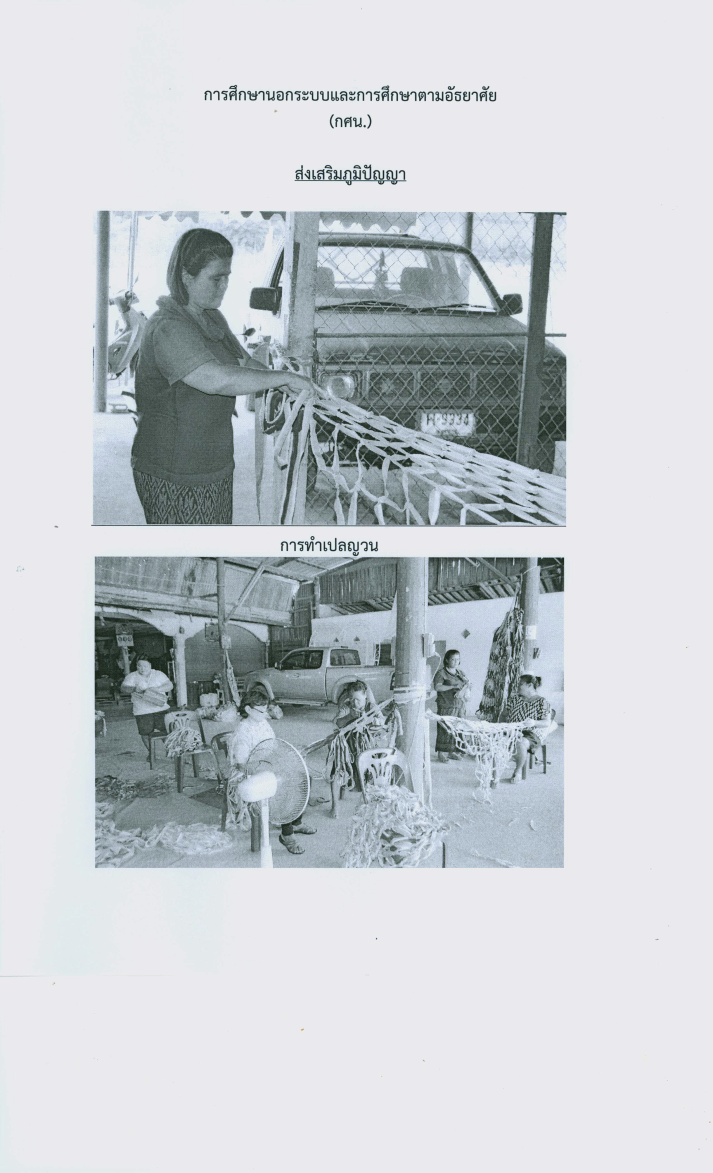 การศึกษานอกระบบและการศึกษาตามอัธยาศัย
(กศน.)
ส่งเสริมภูมิปัญญา
การทำเปลญวน